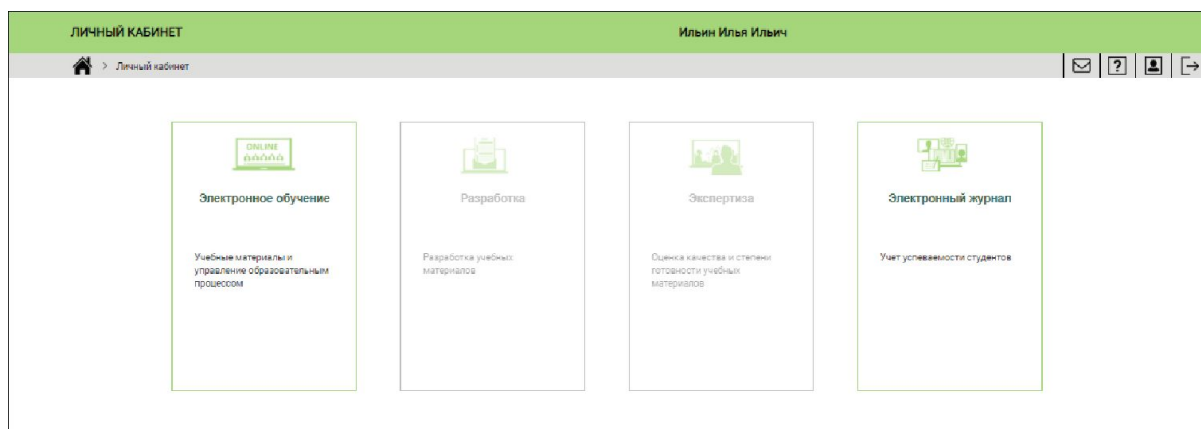 ЛИЧНЫЙ КАБИНЕТ
Ильин Илья Ильич
> Личный кабинет
?
ONLINE
Электронное обучение
Учебные материалы и
управление образовательным
процессом
Разработка
Разработка учебных
материалов
Экспертиза
Оценка качества и степени
готовности учебных
материалов
Электронный журнал
Учет успеваемости студентов